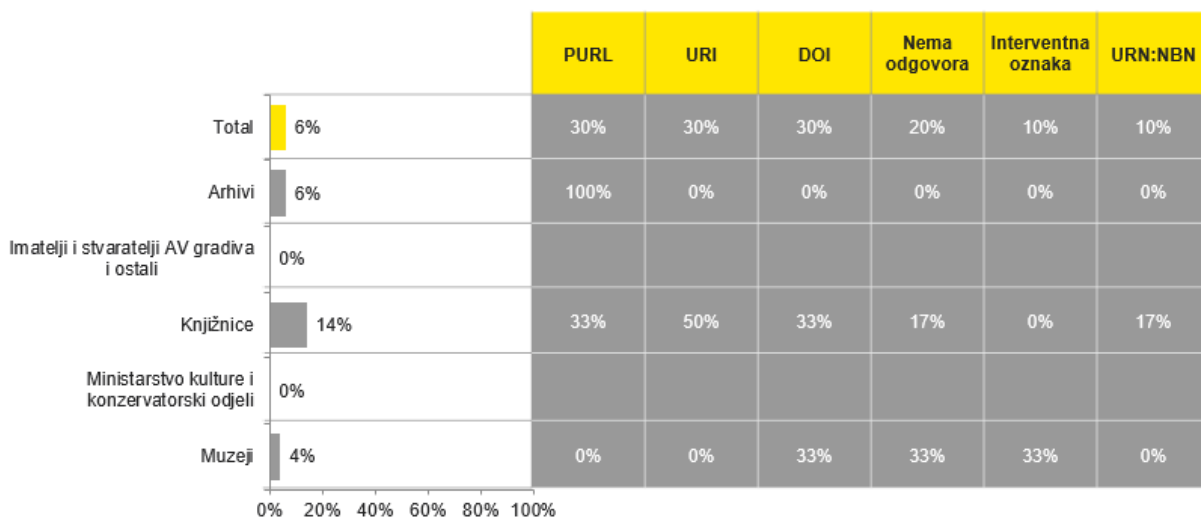 PURL URI DOI Nema odgovora Interventna oznaka URN:NBN
Total 6% 30% 30% 30% 20% 10% 10%
Arhivi 6% 100% 0% 0% 0% 0% 0%
Imatelji i stvaratelji AV gradiva
i ostali 0%
Knjižnice 14% 33% 50% 33% 17% 0% 17%
Ministarstvo kulture i
konzervatorski odjeli 0%
Muzeji 4% 0% 0% 33% 33% 33% 0%
0% 20% 40% 60% 80% 100%